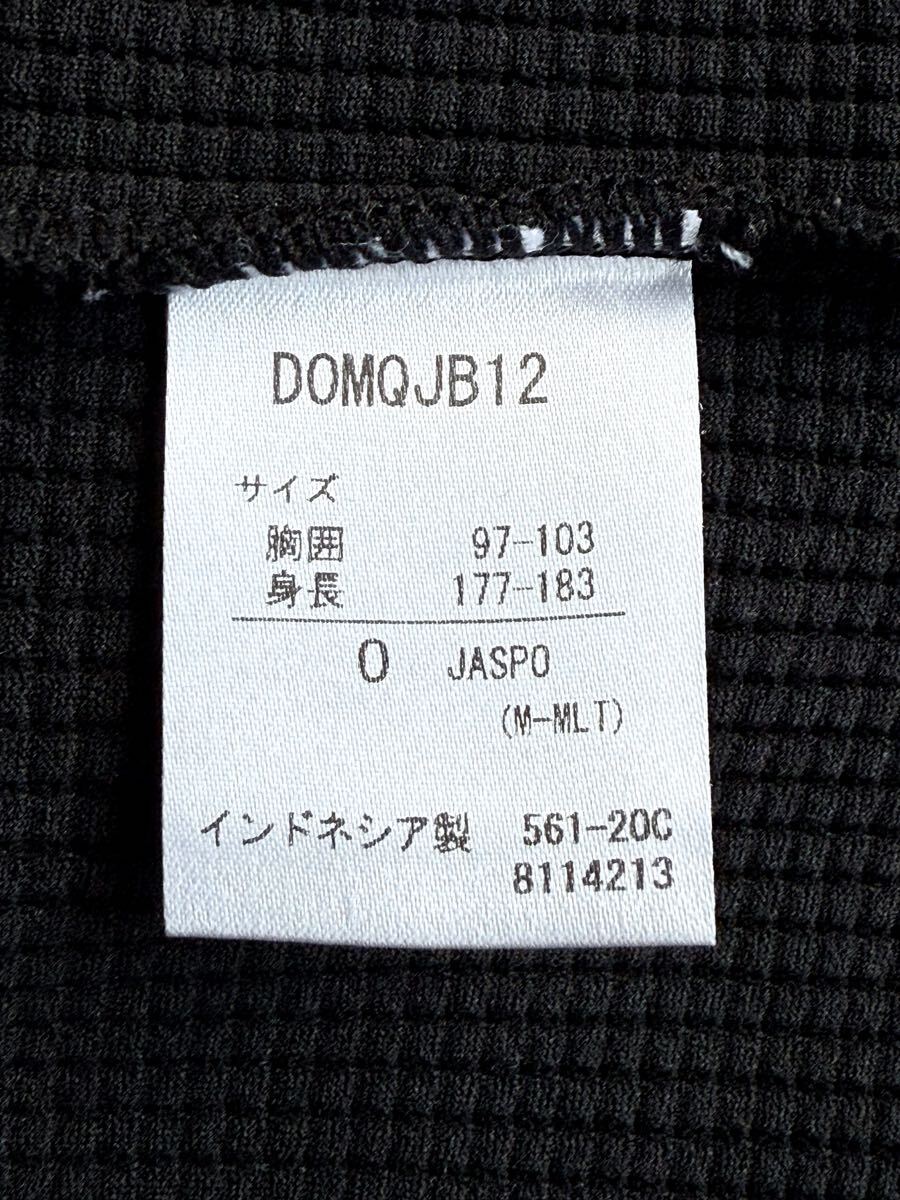 DOMQJB12
サイズ
胸囲 97-103
身長 177-183
O JASPO
(M-MLT)
インドネシア製 561-20C
8114213